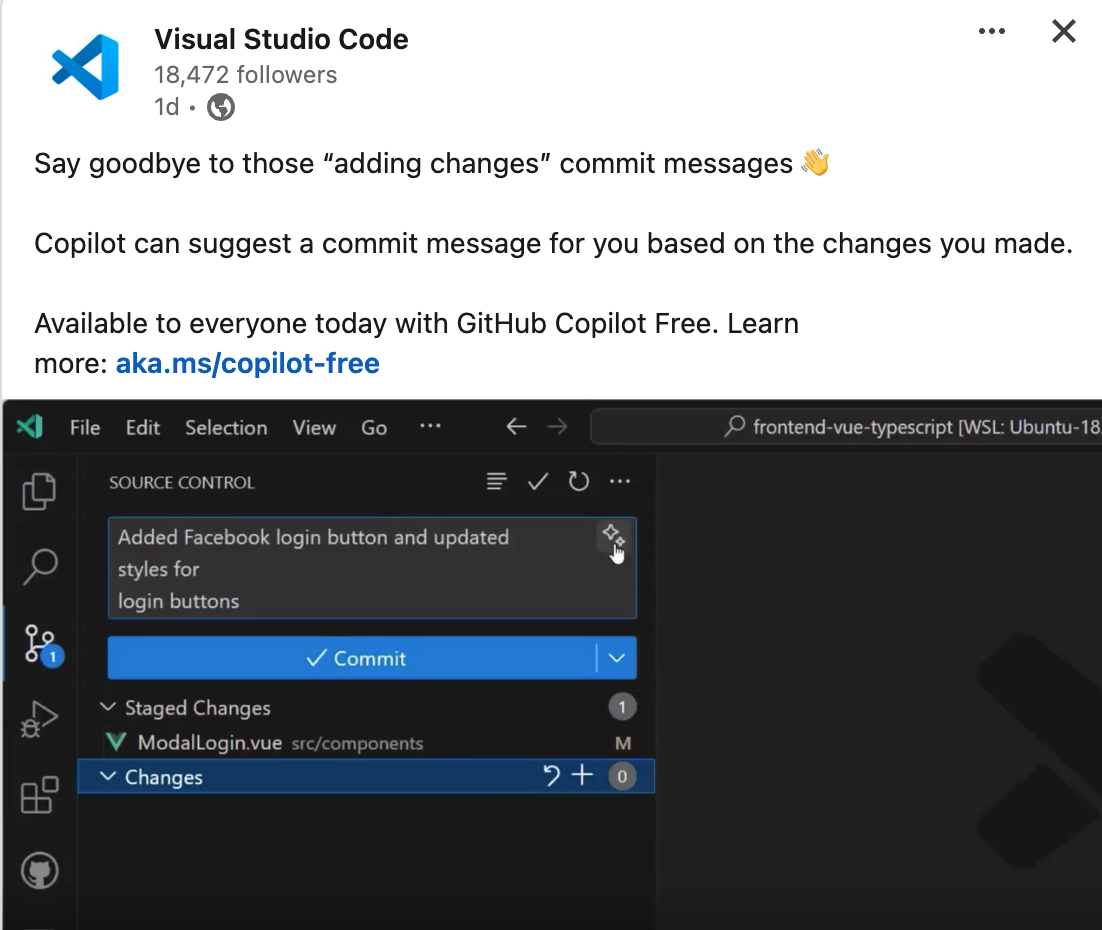 Visual Studio Code
18,472 followers
1d •
Say goodbye to those “adding changes” commit messages 👋
Copilot can suggest a commit message for you based on the changes you made.
Available to everyone today with GitHub Copilot Free. Learn
more: aka.ms/copilot-free
File Edit Selection View Go ··· frontend-vue-typescript [WSL: Ubuntu-18.
SOURCE CONTROL
Added Facebook login button and updated
styles for
login buttons
1
Commit
Staged Changes 1
ModalLogin.vue src/components M
Changes 0